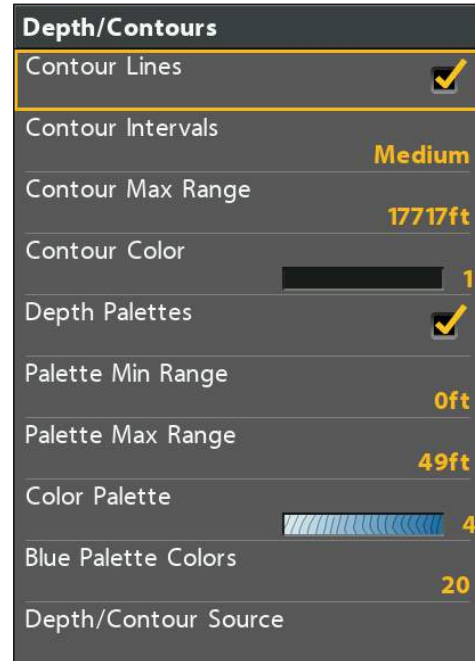 Depth/Contours
Contour Lines
Contour Intervals
Medium
Contour Max Range
17717ft
Contour Color
1
Depth Palettes
Palette Min Range
0ft
Palette Max Range
49ft
Color Palette
4
Blue Palette Colors
20
Depth/Contour Source